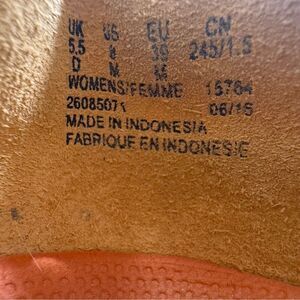 UK US EU CN
5.5 8 39 245/1.5
D M M
WOMENS/FEMME 15764
26085071 06/15
MADE IN INDONESIA
FABRIQUE EN INDONESIE